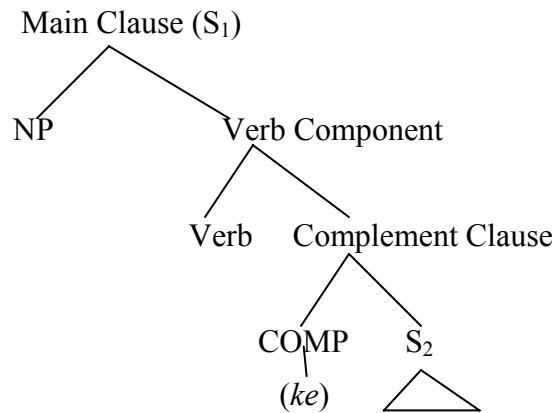 Main Clause (S₁)
NP Verb Component
Verb Complement Clause
COMP S₂
(ke)